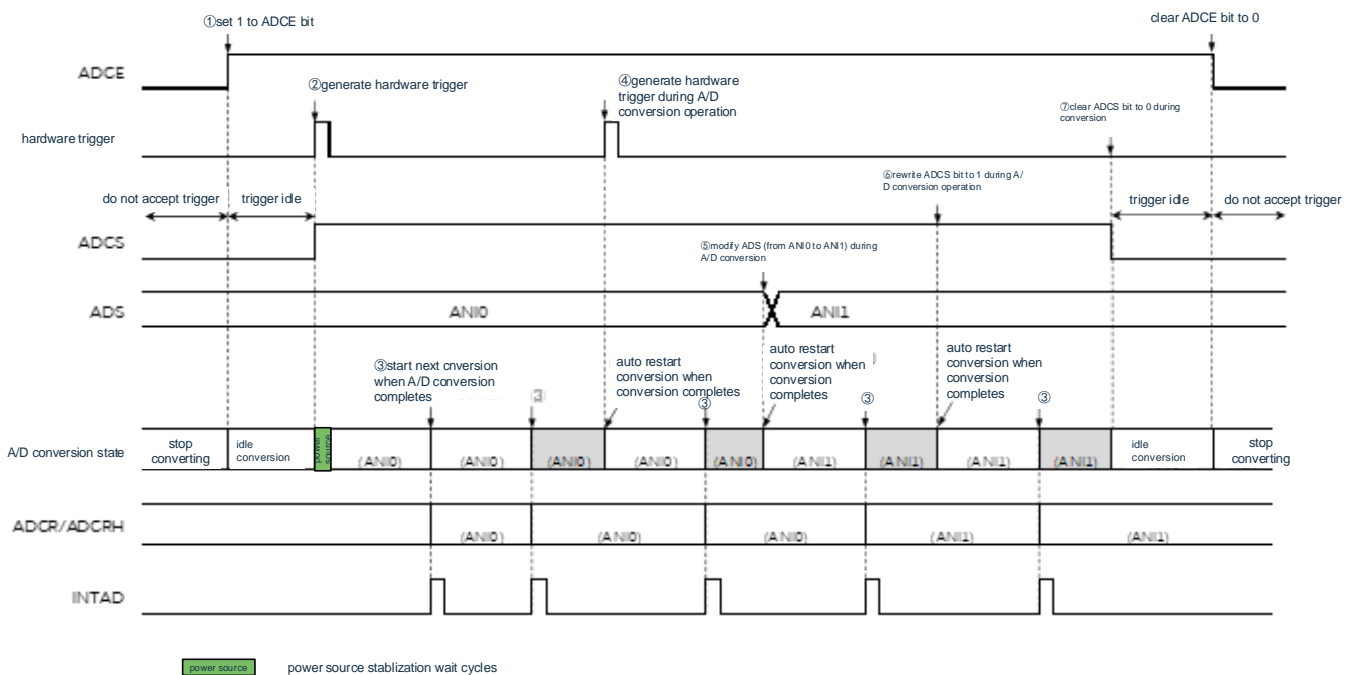 ①set 1 to ADCE bit
clear ADCE bit to 0
ADCE
②generate hardware trigger
④generate hardware
trigger during A/D
conversion operation
⑦clear ADCS bit to 0 during
conversion
hardware trigger
⑥rewrite ADCS bit to 1 during A/
D conversion operation
do not accept trigger
trigger idle
trigger idle
do not accept trigger
ADCS
⑤modify ADS (from ANI0 to ANI1) during
A/D conversion
ADS
ANI0
ANI1
③start next cnversion
when A/D conversion
completes
③
auto restart
conversion when
conversion completes
③
auto restart
conversion when
conversion
completes
③
auto restart
conversion when
conversion
completes
③
A/D conversion state
stop
converting
idle
conversion
power
source
(ANI0)
(ANI0)
(ANI0)
(ANI0)
(ANI0)
(ANI1)
(ANI1)
(ANI1)
(ANI1)
idle
conversion
stop
converting
ADCR/ADCRH
(ANI0)
(ANI0)
(ANI0)
(ANI1)
(ANI1)
INTAD
power source
power source stablization wait cycles